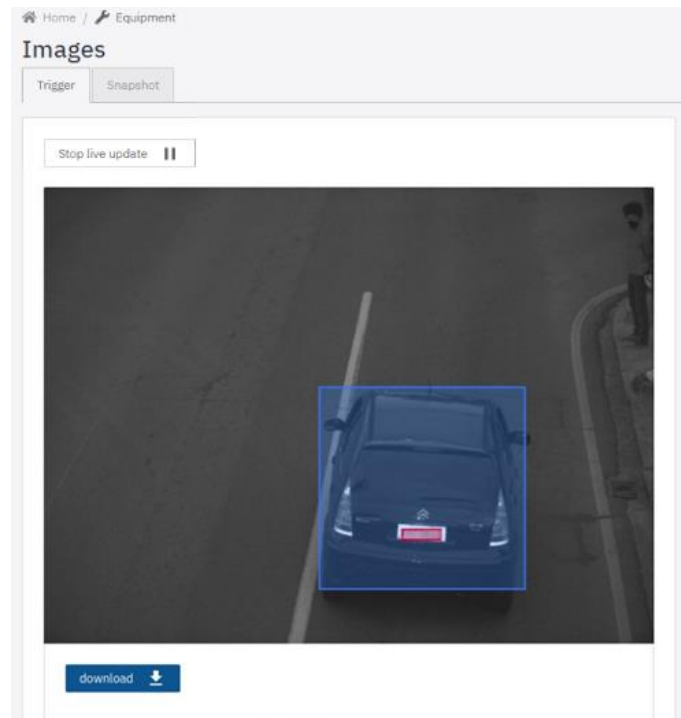 Home / Equipment
Images
Trigger
Snapshot
Stop live update
download